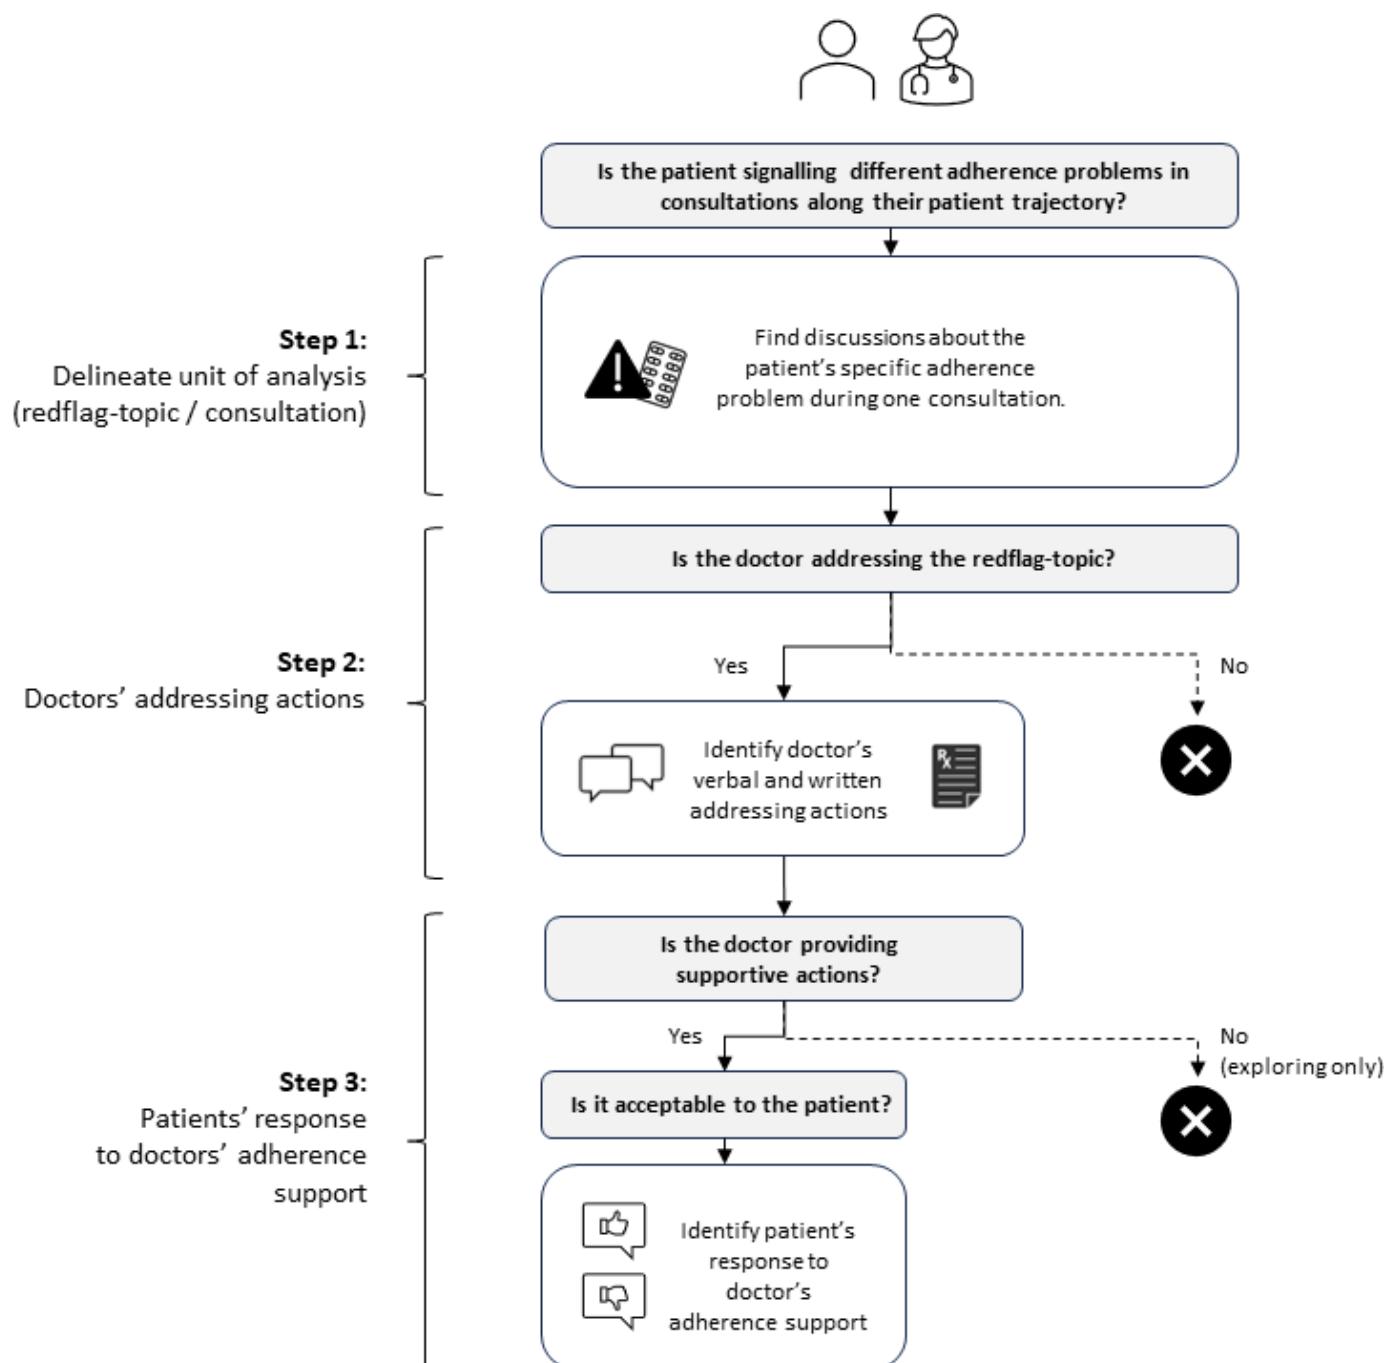 Is the patient signalling different adherence problems in
consultations along their patient trajectory?
Step 1:
Delineate unit of analysis
(redflag-topic / consultation)
Find discussions about the
patient's specific adherence
problem during one consultation.
Is the doctor addressing the redflag-topic?
Step 2:
Doctors' addressing actions
Yes
No
Identify doctor's
verbal and written
addressing actions
Rx
Is the doctor providing
supportive actions?
Yes
No
(exploring only)
Step 3:
Patients' response
to doctors' adherence
support
Is it acceptable to the patient?
Identify patient's
response to
doctor's
adherence support